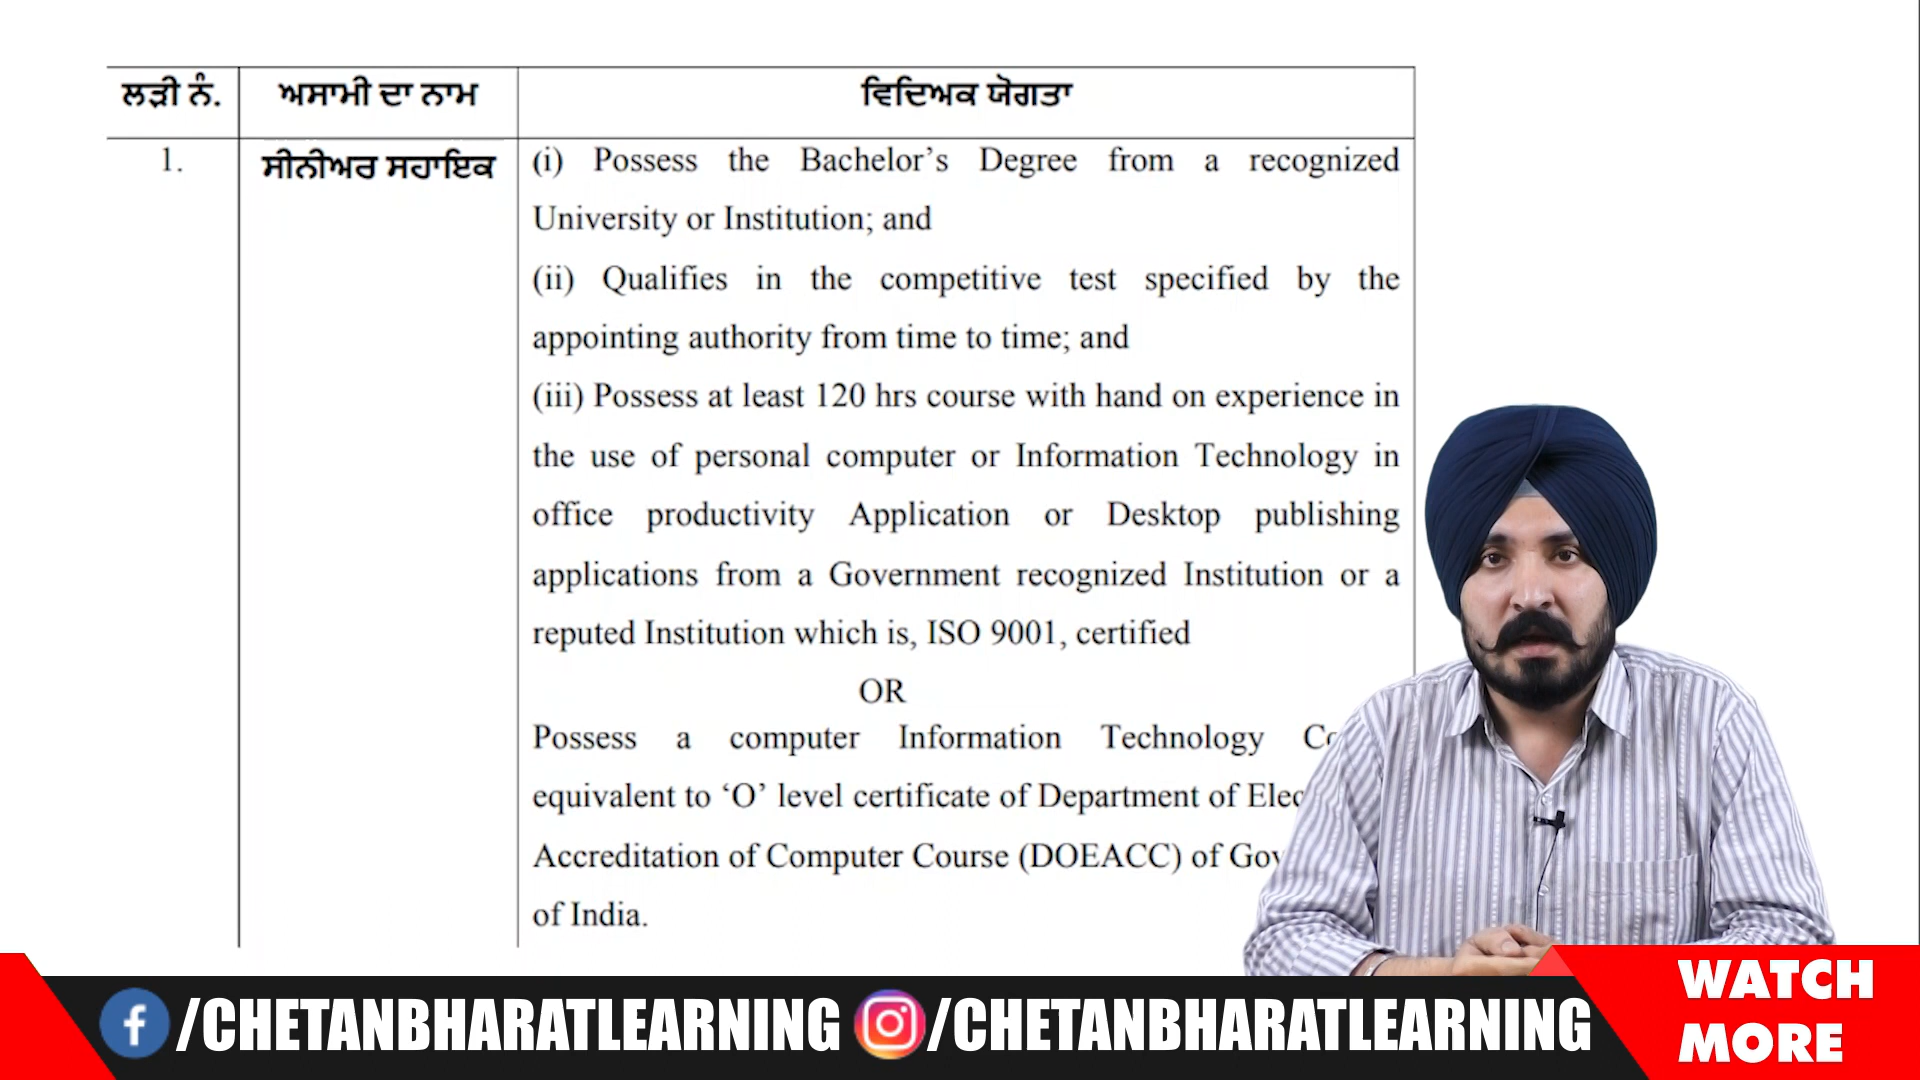 ਲੜੀ ਨੰ. ਅਸਾਮੀ ਦਾ ਨਾਮ ਵਿਦਿਅਕ ਯੋਗਤਾ
1. ਸੀਨੀਅਰ ਸਹਾਇਕ (i) Possess the Bachelor’s Degree from a recognized
University or Institution; and
(ii) Qualifies in the competitive test specified by the
appointing authority from time to time; and
(iii) Possess at least 120 hrs course with hand on experience in
the use of personal computer or Information Technology in
office productivity Application or Desktop publishing
applications from a Government recognized Institution or a
reputed Institution which is, ISO 9001, certified
OR
Possess a computer Information Technology
equivalent to ‘O’ level certificate of Department of
Accreditation of Computer Course (DOEACC) of
of India.
/CHETANBHARATLEARNING /CHETANBHARATLEARNING
WATCH
MORE